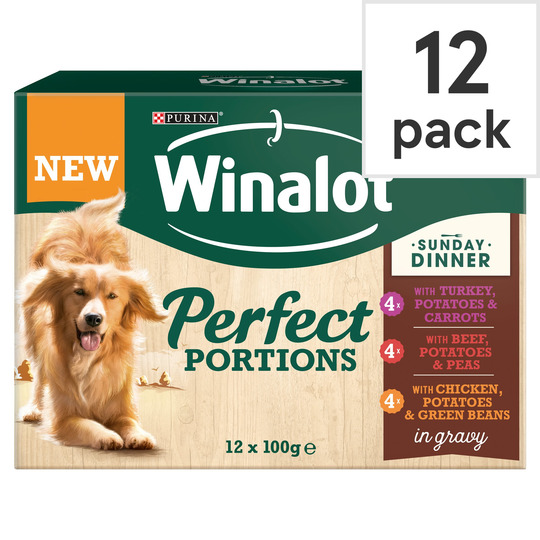 12
pack
Winalot
PURINA
NEW
Winalot
SUNDAY
DINNER
4x
WITH TURKEY,
POTATOES &
CARROTS
4x
WITH BEEF,
POTATOES
& PEAS
4x
WITH CHICKEN,
POTATOES
& GREEN BEANS
in gravy
Perfect
PORTIONS
12 x 100g e